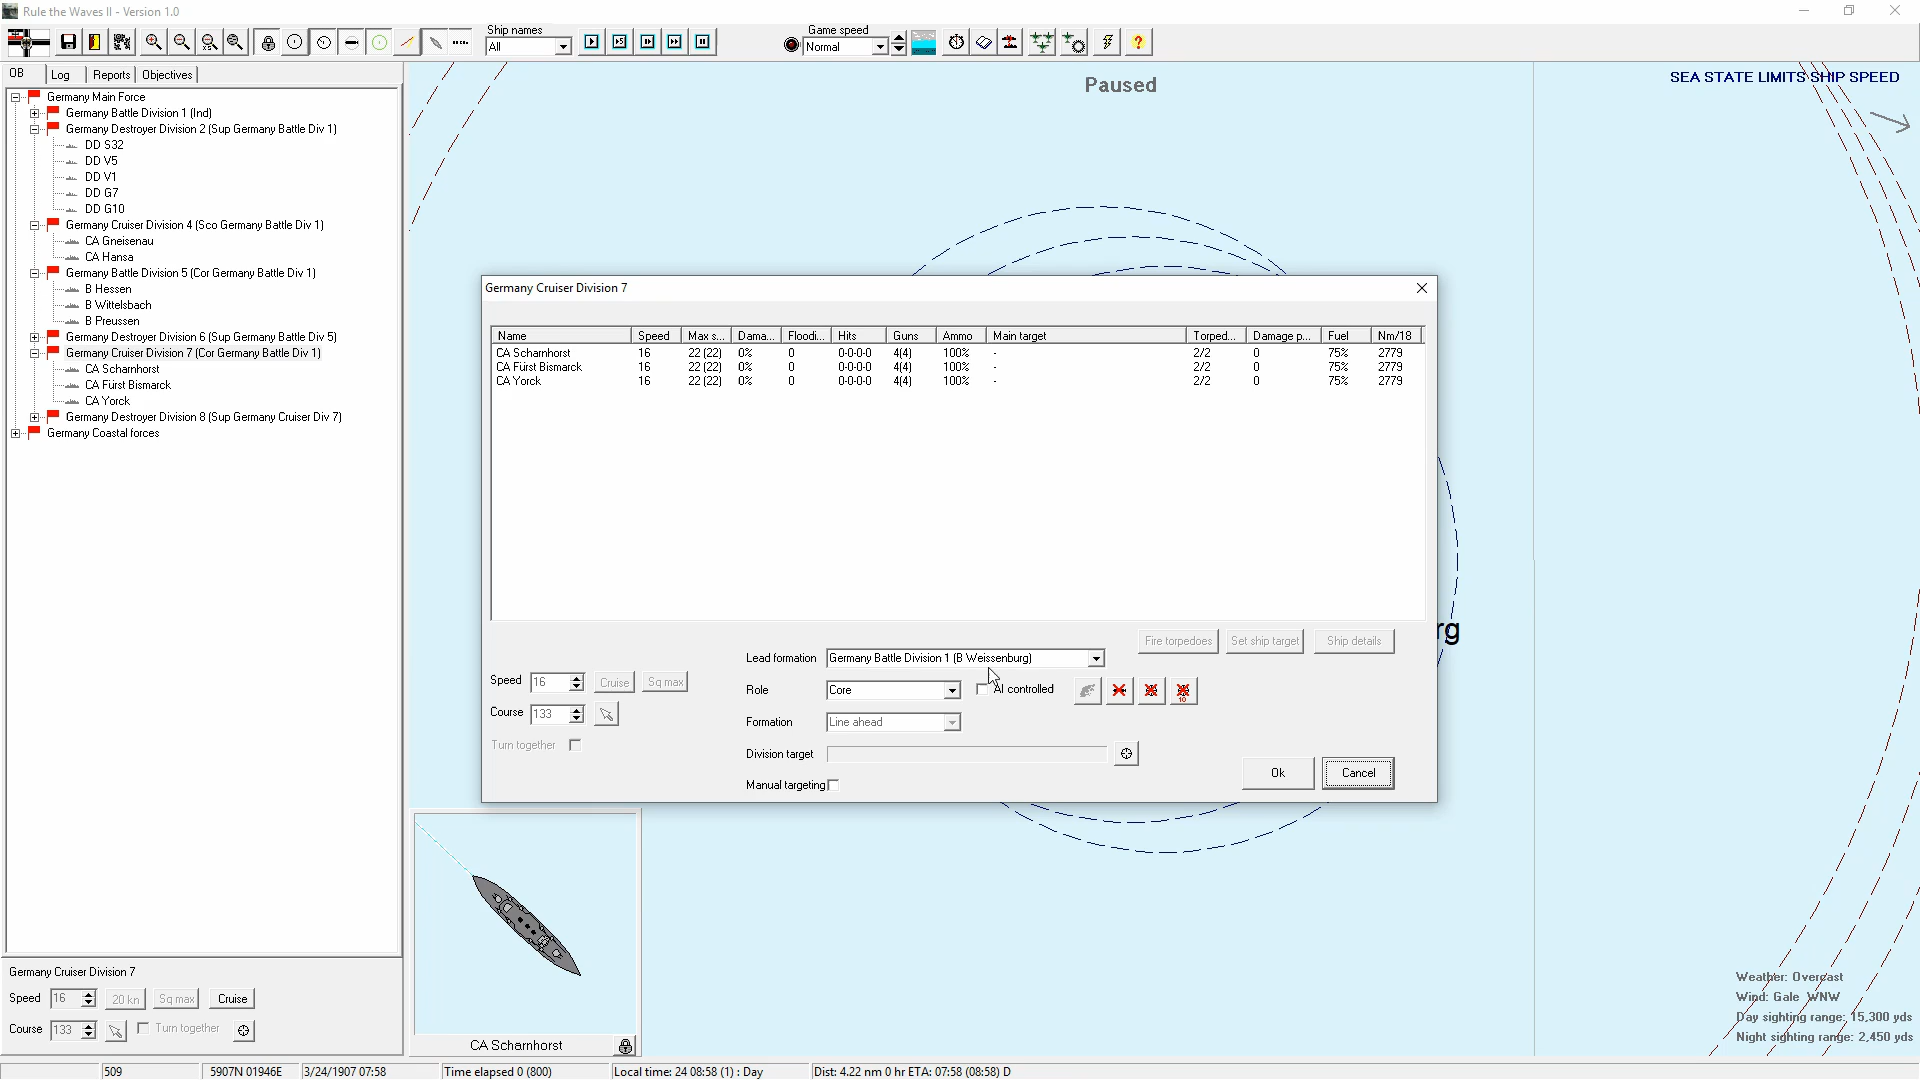 Rule the Waves II - Version 1.0
Ship names
All
Game speed
Normal
OB
Log
Reports
Objectives
Germany Main Force
Germany Battle Division 1 (Ind)
Germany Destroyer Division 2 (Sup Germany Battle Div 1)
DD S32
DD V5
DD V1
DD G7
DD G10
Germany Cruiser Division 4 (Sco Germany Battle Div 1)
CA Gneisenau
CA Hansa
Germany Battle Division 5 (Cor Germany Battle Div 1)
B Hessen
B Wittelsbach
B Preussen
Germany Destroyer Division 6 (Sup Germany Battle Div 5)
Germany Cruiser Division 7 (Cor Germany Battle Div 1)
CA Scharnhorst
CA Fürst Bismarck
CA Yorck
Germany Destroyer Division 8 (Sup Germany Cruiser Div 7)
Germany Coastal forces
Paused
SEA STATE LIMITS SHIP SPEED
Germany Cruiser Division 7
Name Speed Max s... Dama... Floodi... Hits Guns Ammo Main target Torped... Damage p... Fuel Nm/18
CA Scharnhorst 16 22 (22) 0% 0 0-0-0-0 4(4) 100% - 2/2 0 75% 2779
CA Fürst Bismarck 16 22 (22) 0% 0 0-0-0-0 4(4) 100% - 2/2 0 75% 2779
CA Yorck 16 22 (22) 0% 0 0-0-0-0 4(4) 100% - 2/2 0 75% 2779
Fire torpedoes Set ship target Ship details
Lead formation Germany Battle Division 1 (B Weissenburg)
Speed 16 Cruise Sq max
Role Core AI controlled
10
Course 133
Formation Line ahead
Turn together
Division target
Manual targeting
Ok Cancel
rg
CA Scharnhorst
Germany Cruiser Division 7
Speed 16 20 kn Sq max Cruise
Course 133 Turn together
Weather: Overcast
Wind: Gale WNW
Day sighting range: 15,300 yds
Night sighting range: 2,450 yds
509 5907N 01946E 3/24/1907 07:58 Time elapsed 0 (800) Local time: 24 08:58 (1) : Day Dist: 4.22 nm 0 hr ETA: 07:58 (08:58) D